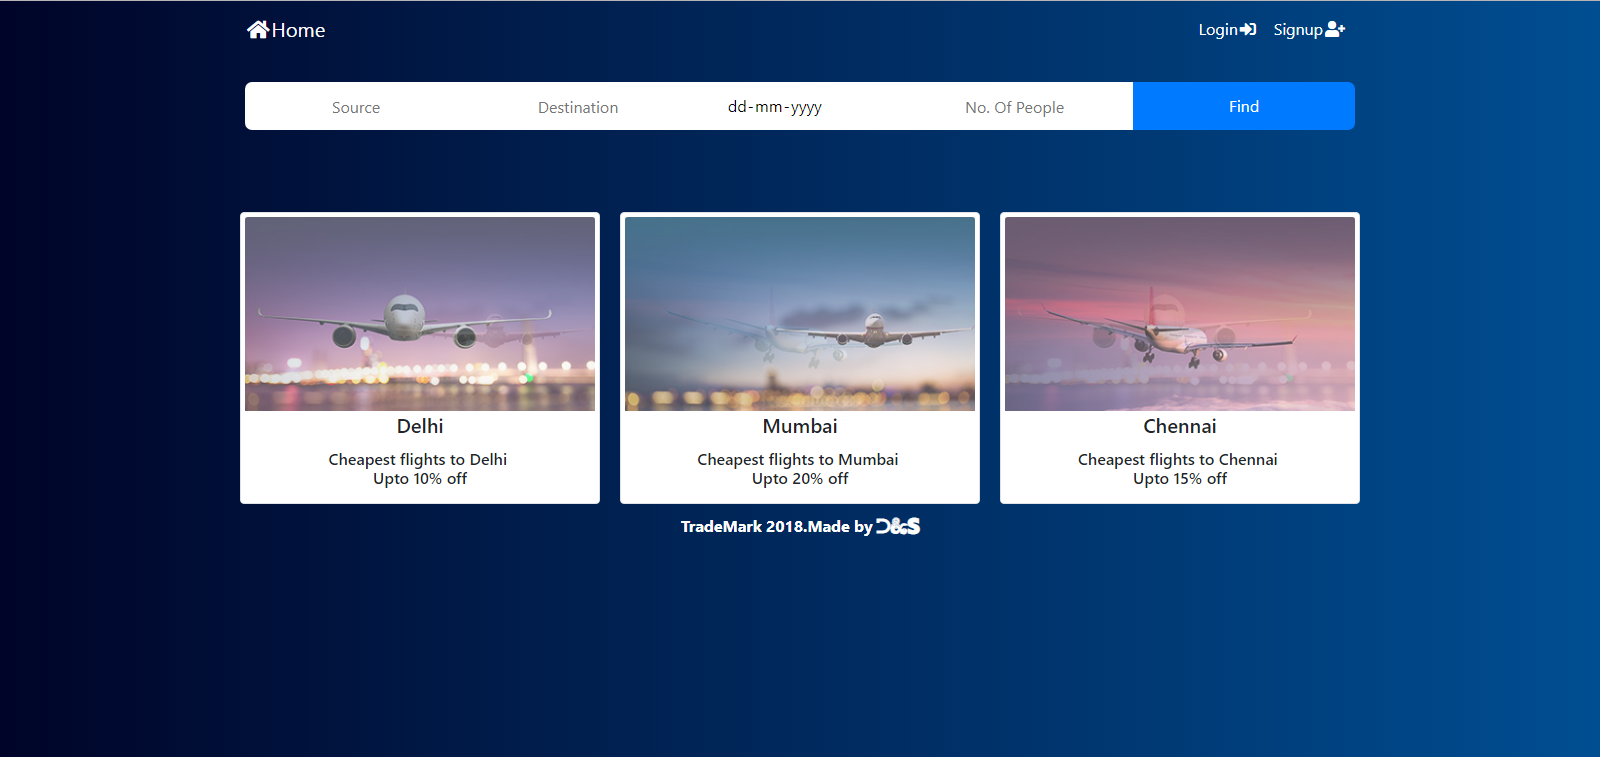 Home
Login
Signup
Source
Destination
dd-mm-yyyy
No. Of People
Find
Delhi
Cheapest flights to Delhi
Upto 10% off
Mumbai
Cheapest flights to Mumbai
Upto 20% off
Chennai
Cheapest flights to Chennai
Upto 15% off
TradeMark 2018.Made by D&S